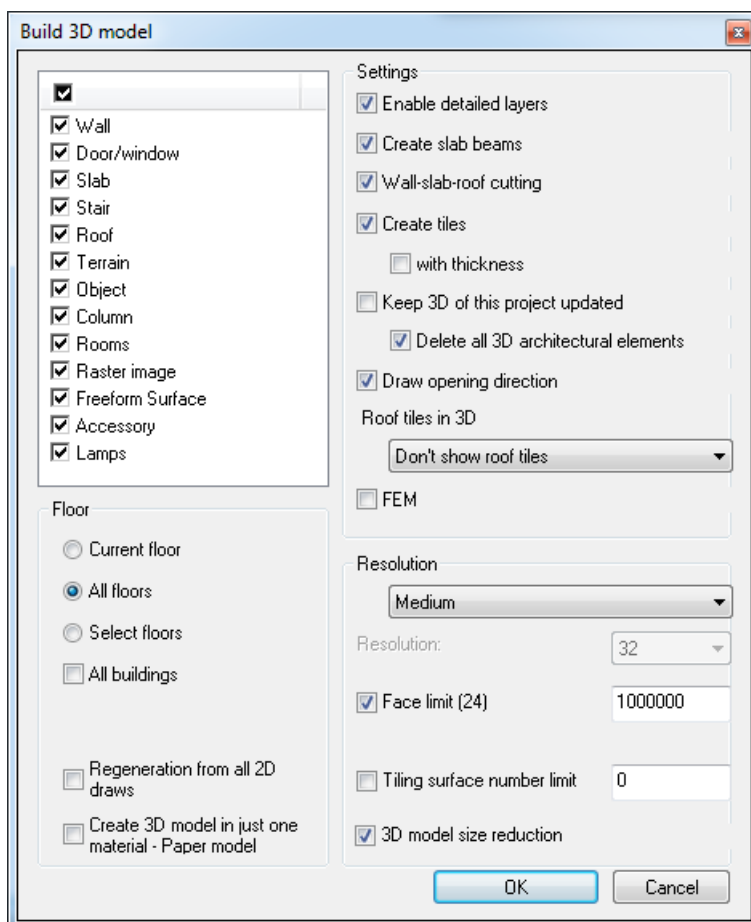 Build 3D model
Wall
Door/window
Slab
Stair
Roof
Terrain
Object
Column
Rooms
Raster image
Freeform Surface
Accessory
Lamps
Floor
Current floor
All floors
Select floors
All buildings
Regeneration from all 2D
draws
Create 3D model in just one
material - Paper model
Settings
Enable detailed layers
Create slab beams
Wall-slab-roof cutting
Create tiles
with thickness
Keep 3D of this project updated
Delete all 3D architectural elements
Draw opening direction
Roof tiles in 3D
Don't show roof tiles
FEM
Resolution
Medium
Resolution: 32
Face limit (24) 1000000
Tiling surface number limit 0
3D model size reduction
OK Cancel